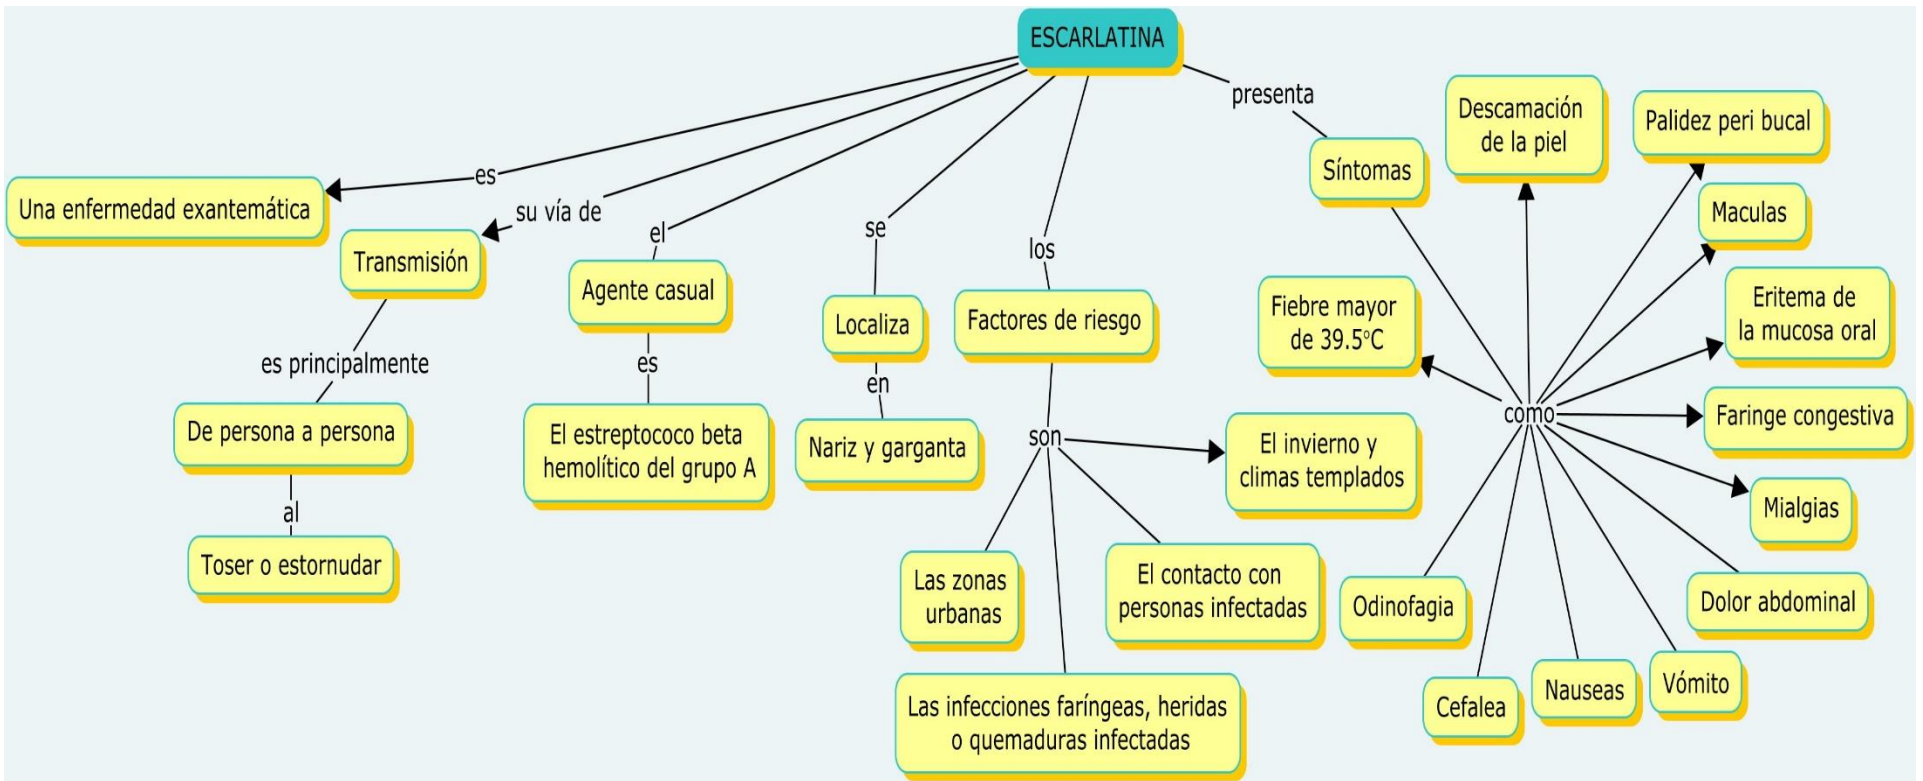 ESCARLATINA
es
Una enfermedad exantemática
su vía de
Transmisión
es principalmente
De persona a persona
al
Toser o estornudar
el
Agente casual
es
El estreptococo beta
hemolítico del grupo A
se
Localiza
en
Nariz y garganta
los
Factores de riesgo
son
Las zonas
urbanas
Las infecciones faríngeas, heridas
o quemaduras infectadas
El contacto con
personas infectadas
El invierno y
climas templados
presenta
Síntomas
como
Fiebre mayor
de 39.5°C
Descamación
de la piel
Palidez peri bucal
Maculas
Eritema de
la mucosa oral
Faringe congestiva
Mialgias
Dolor abdominal
Vómito
Nauseas
Cefalea
Odinofagia